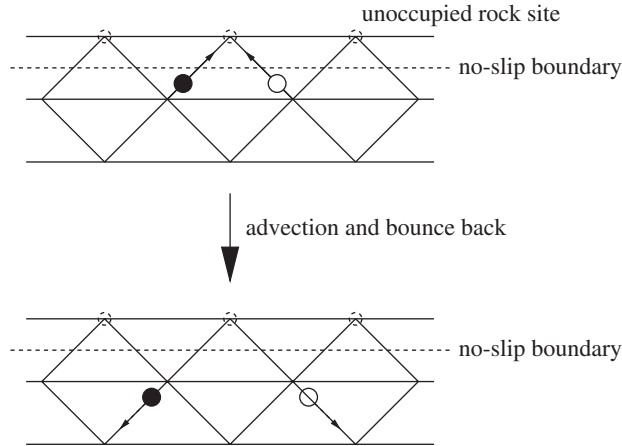 unoccupied rock site
no-slip boundary
advection and bounce back
no-slip boundary